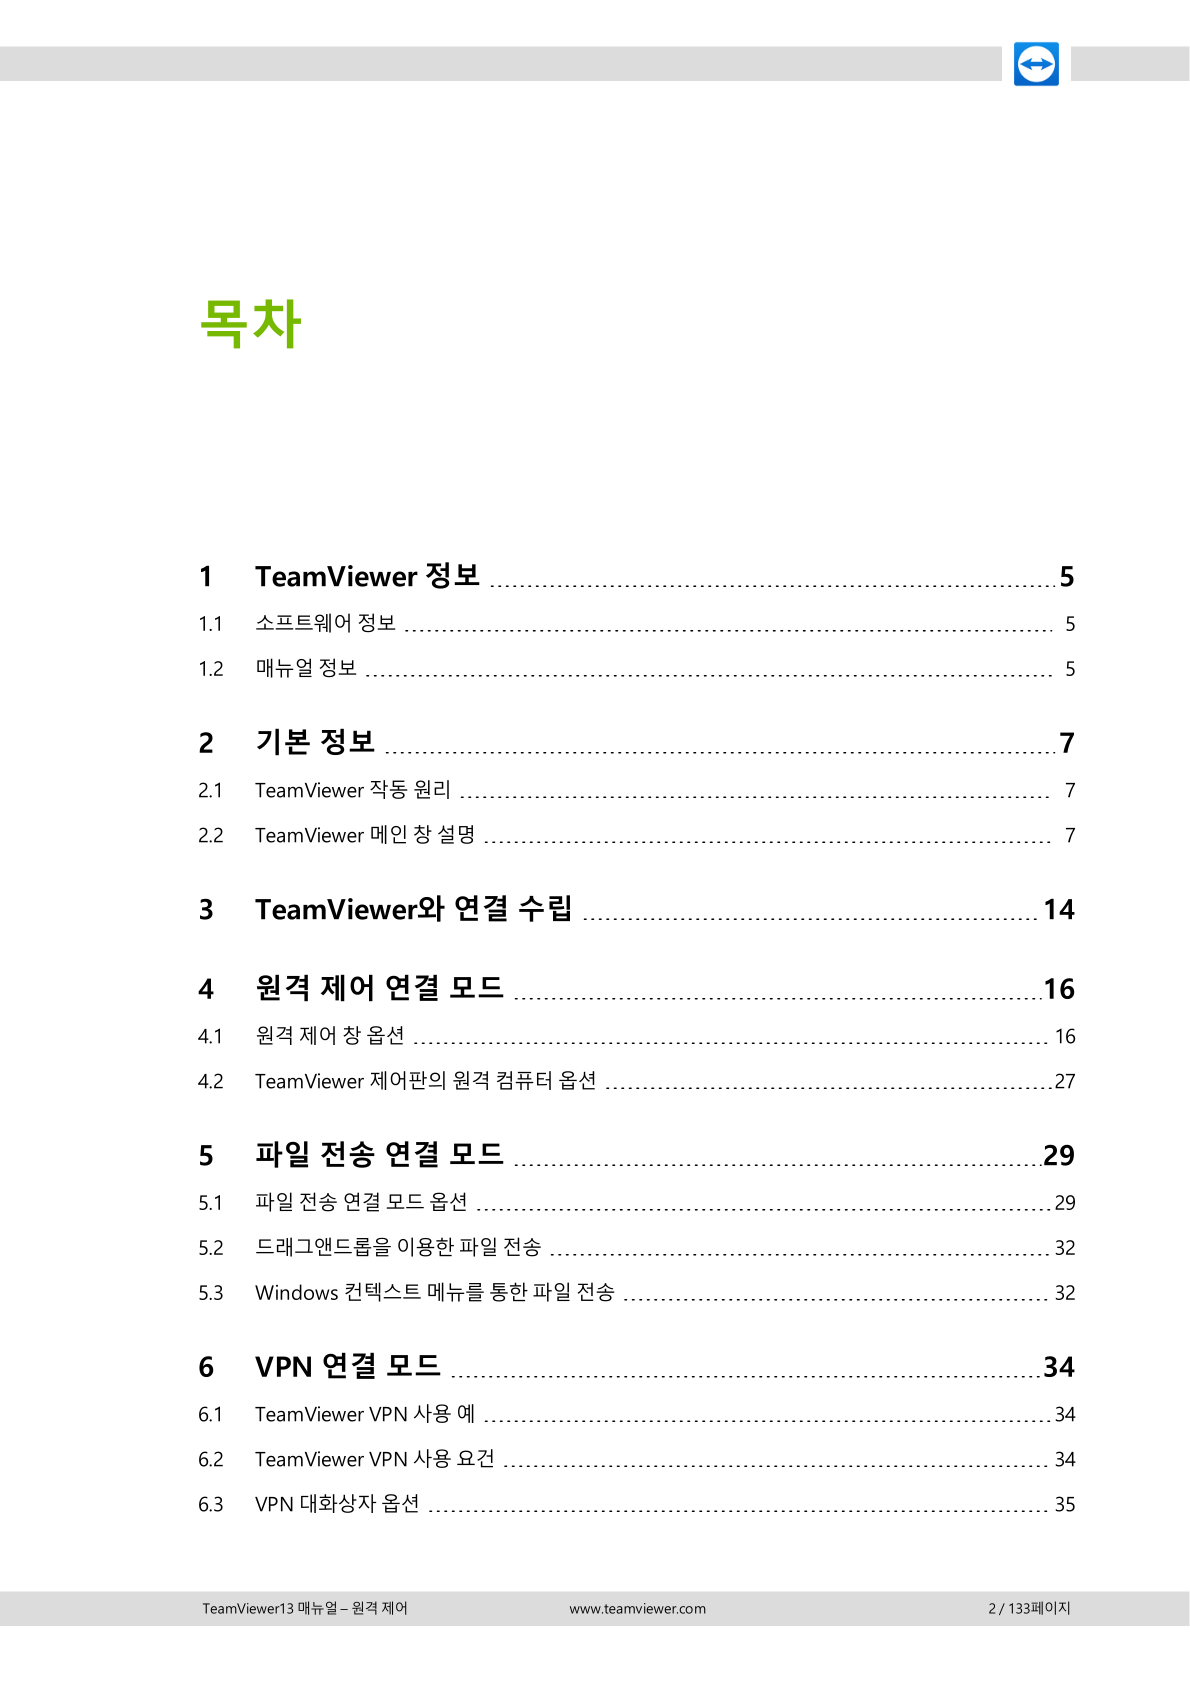 목차
1 TeamViewer 정보 5
1.1 소프트웨어 정보 5
1.2 매뉴얼 정보 5
2 기본 정보 7
2.1 TeamViewer 작동 원리 7
2.2 TeamViewer 메인 창 설명 7
3 TeamViewer와 연결 수립 14
4 원격 제어 연결 모드 16
4.1 원격 제어 창 옵션 16
4.2 TeamViewer 제어판의 원격 컴퓨터 옵션 27
5 파일 전송 연결 모드 29
5.1 파일 전송 연결 모드 옵션 29
5.2 드래그앤드롭을 이용한 파일 전송 32
5.3 Windows 컨텍스트 메뉴를 통한 파일 전송 32
6 VPN 연결 모드 34
6.1 TeamViewer VPN 사용 예 34
6.2 TeamViewer VPN 사용 요건 34
6.3 VPN 대화상자 옵션 35
TeamViewer13 매뉴얼 – 원격 제어 www.teamviewer.com 2 / 133페이지